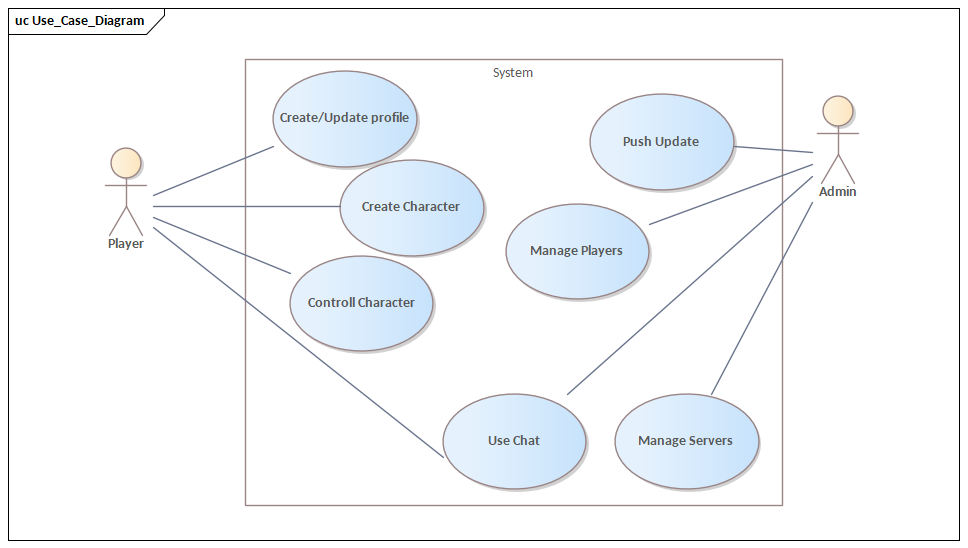 uc Use_Case_Diagram
System
Create/Update profile
Push Update
Create Character
Admin
Player
Manage Players
Controll Character
Use Chat
Manage Servers